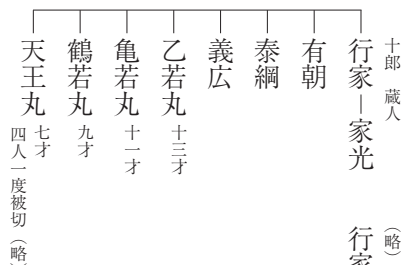 十郎 蔵人
行家―家光
(略)
行家
有朝
泰綱
義広
乙若丸 十三才
亀若丸 十一才
鶴若丸 九才
天王丸 七才
四人一度被切(略)